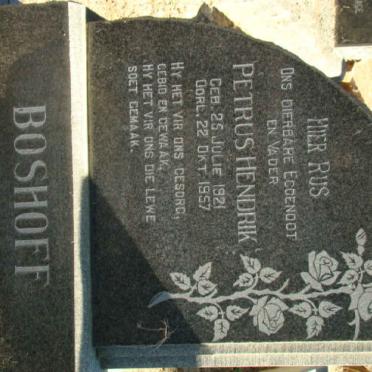 HIER RUS
ONS DIERBARE EGGENOOT
EN VADER
PETRUS HENDRIK
GEB. 25 JULIE 1921
OORL. 22 OKT. 1957
HY HET VIR ONS GESORG,
GEBID EN GEWAAK,
HY HET VIR ONS DIE LEWE
SOET GEMAAK.
BOSHOFF